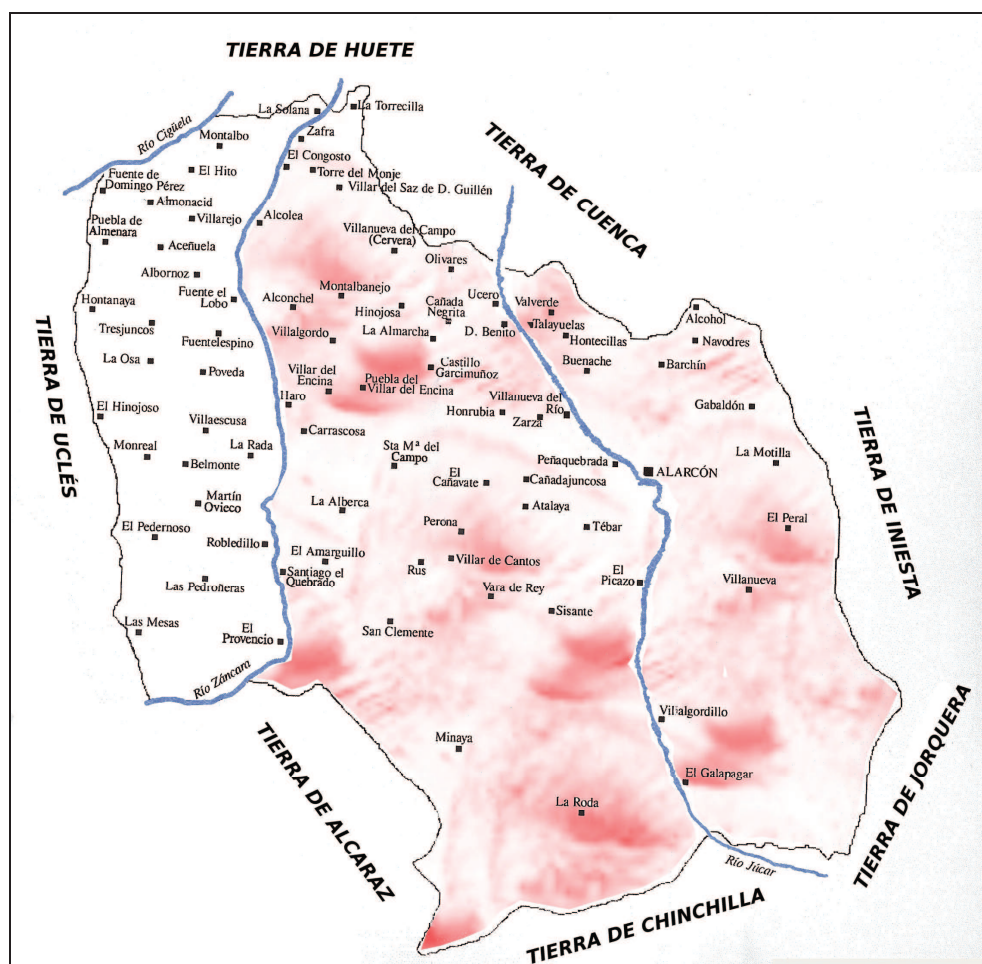 TIERRA DE HUETE
La Solana
La Torrecilla
Río Cigüela
Montalbo
Zafra
TIERRA DE CUENCA
El Congosto
Fuente de
Domingo Pérez
El Hito
Torre del Monje
Villar del Saz de D. Guillén
Almonacid
Villarejo
Alcolea
Puebla de
Almenara
Aceñuela
Villanueva del Campo
(Cervera)
Olivares
Albornoz
Fuente el
Lobo
Alconchel
Montalbanejo
Hinojosa
Cañada
Negrita
Ucero
Valverde
Hontanaya
Tresjuncos
Talayuelas
Alcohol
Fuentelespino
Villalgordo
La Almarcha
D. Benito
Hontecillas
Navodres
TIERRA DE UCLÉS
La Osa
Poveda
Villar del
Encina
Puebla del
Villar del Encina
Castillo
Garcimuñoz
Buenache
Barchín
El Hinojoso
Haro
Honrubia
Villanueva del
Río
Zarza
Gabaldón
Villaescusa
Carrascosa
Monreal
La Rada
Sta Mª del
Campo
Peñaquebrada
ALARCÓN
La Motilla
Belmonte
El
Cañavate
Cañadajuncosa
TIERRA DE INIESTA
Martín
Ovieco
La Alberca
Atalaya
El Pedernoso
Perona
Tébar
El Peral
Robledillo
El Amarguillo
Villar de Cantos
Santiago el
Quebrado
Rus
El
Picazo
Las Pedroñeras
Vara de Rey
Villanueva
Las Mesas
El
Provencio
San Clemente
Sisante
Río Záncara
Villalgordillo
TIERRA DE JORQUERA
Minaya
TIERRA DE ALCARAZ
El Galapagar
La Roda
Río Júcar
TIERRA DE CHINCHILLA